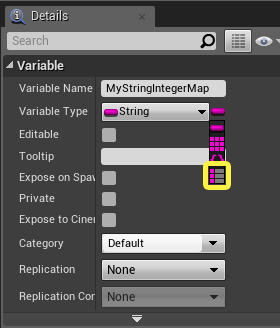 Details
Search
Variable
Variable Name MyStringIntegerMap
Variable Type String
Editable
Tooltip
Expose on Spaw
Private
Expose to Ciner
Category Default
Replication None
Replication Con None